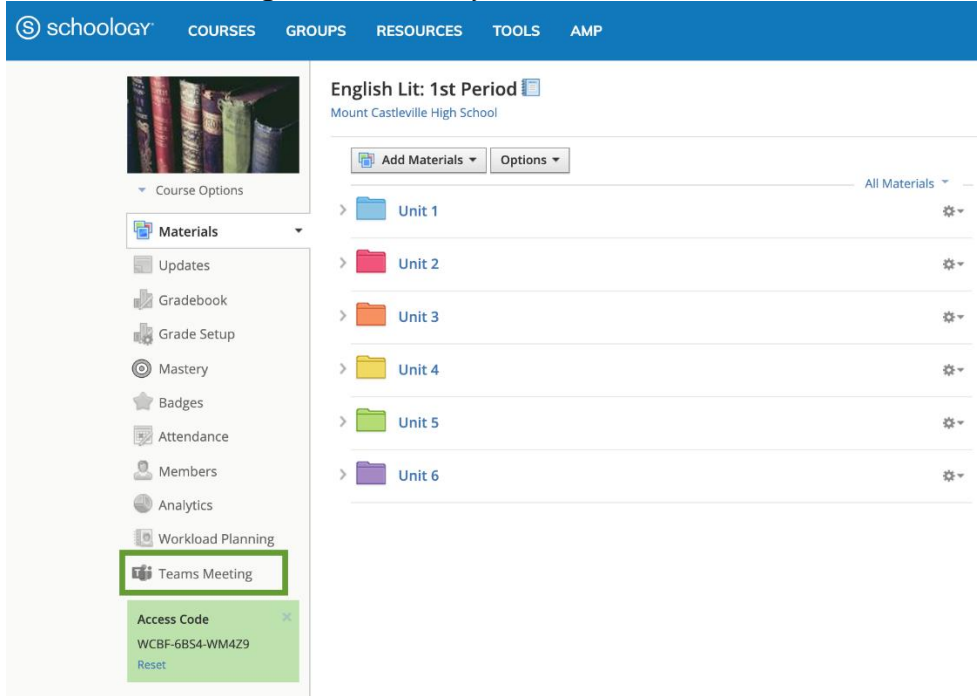 schoology COURSES GROUPS RESOURCES TOOLS AMP
English Lit: 1st Period
Mount Castleville High School
Add Materials Options
All Materials
Course Options
Materials
Updates
Gradebook
Grade Setup
Mastery
Badges
Attendance
Members
Analytics
Workload Planning
Teams Meeting
Access Code
WCBF-6BS4-WM4Z9
Reset
Unit 1
Unit 2
Unit 3
Unit 4
Unit 5
Unit 6